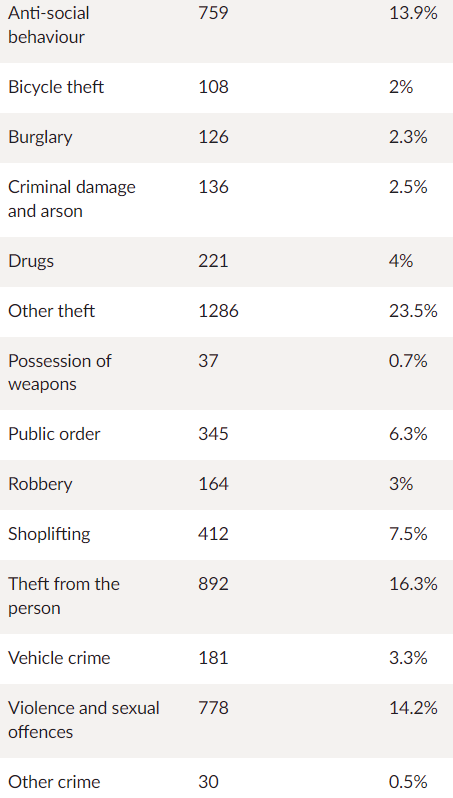 Anti-social 759 13.9%
behaviour
Bicycle theft 108 2%
Burglary 126 2.3%
Criminal damage 136 2.5%
and arson
Drugs 221 4%
Other theft 1286 23.5%
Possession of 37 0.7%
weapons
Public order 345 6.3%
Robbery 164 3%
Shoplifting 412 7.5%
Theft from the 892 16.3%
person
Vehicle crime 181 3.3%
Violence and sexual 778 14.2%
offences
Other crime 30 0.5%